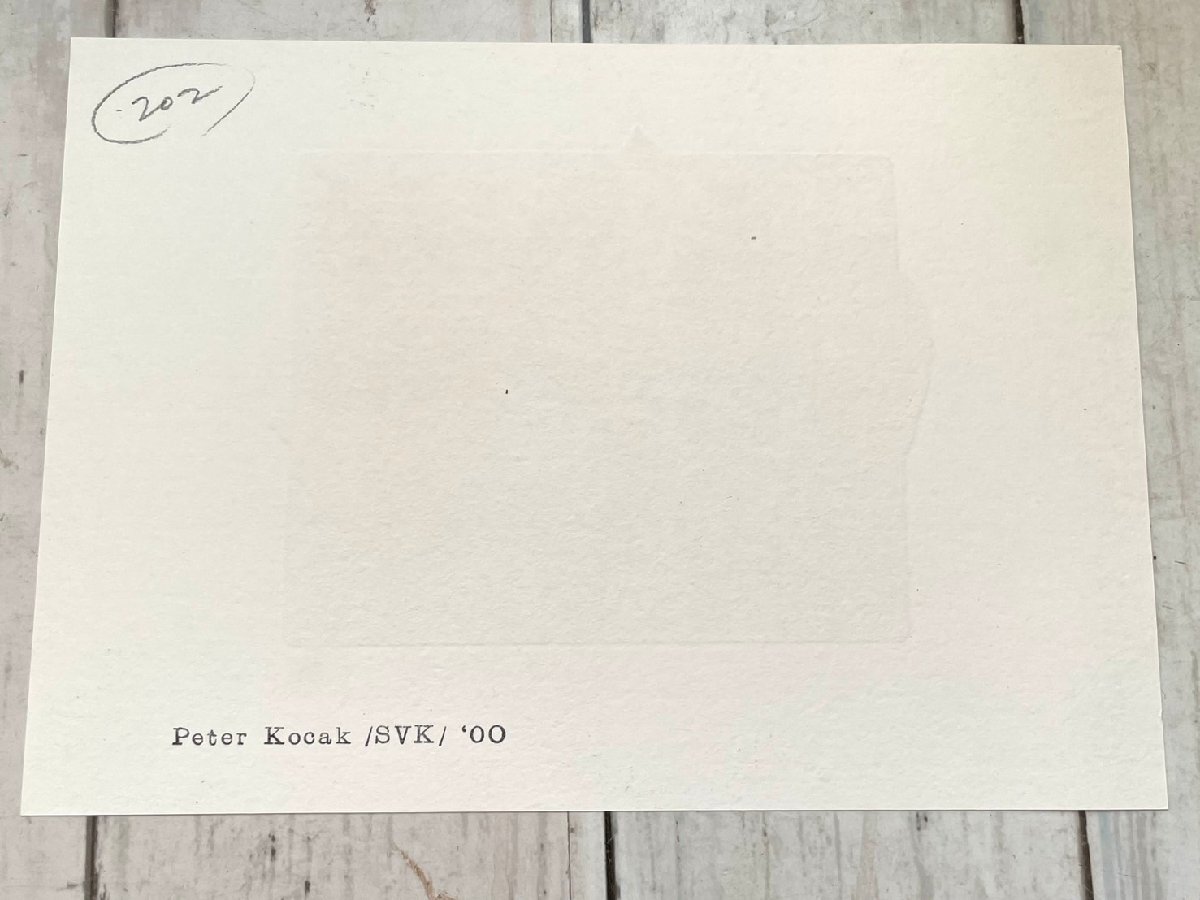 202
Peter Kocak /SVK/ '00